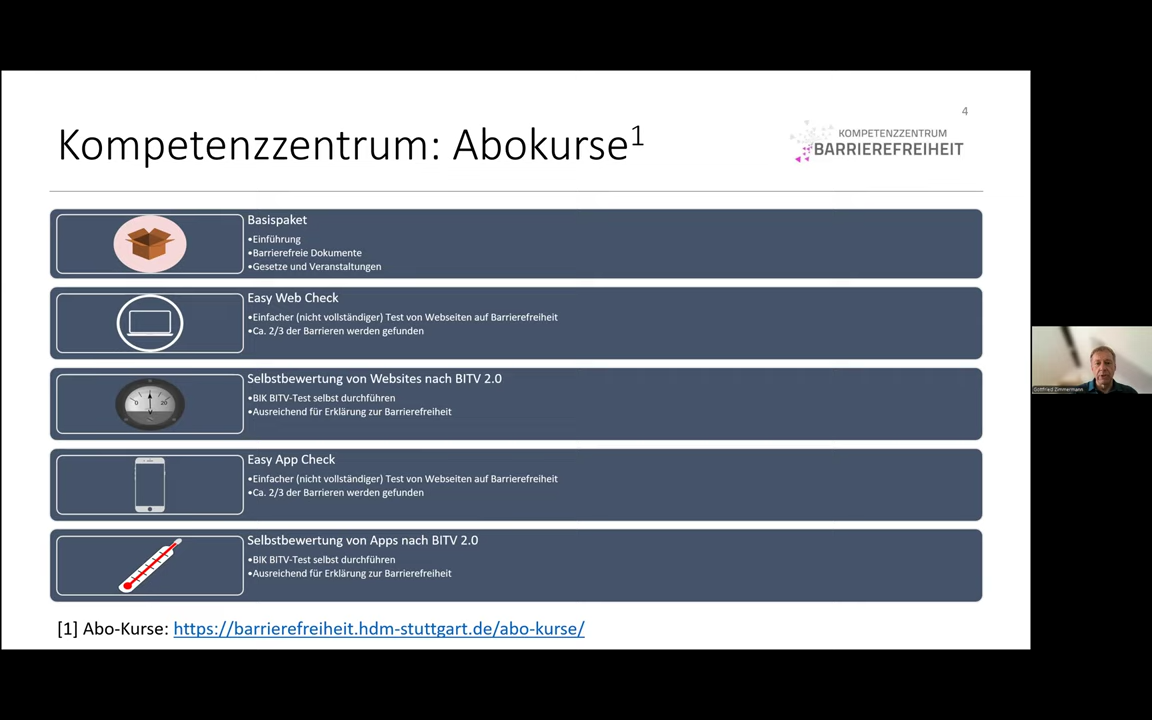 4
Kompetenzzentrum: Abokurse¹
KOMPETENZZENTRUM
BARRIEREFREIHEIT
Basispaket
•Einführung
•Barrierefreie Dokumente
•Gesetze und Veranstaltungen
Easy Web Check
•Einfacher (nicht vollständiger) Test von Webseiten auf Barrierefreiheit
•Ca. 2/3 der Barrieren werden gefunden
0
20
Selbstbewertung von Websites nach BITV 2.0
•BIK BITV-Test selbst durchführen
•Ausreichend für Erklärung zur Barrierefreiheit
Easy App Check
•Einfacher (nicht vollständiger) Test von Webseiten auf Barrierefreiheit
•Ca. 2/3 der Barrieren werden gefunden
Selbstbewertung von Apps nach BITV 2.0
•BIK BITV-Test selbst durchführen
•Ausreichend für Erklärung zur Barrierefreiheit
[1] Abo-Kurse: https://barrierefreiheit.hdm-stuttgart.de/abo-kurse/
Gottfried Zimmermann